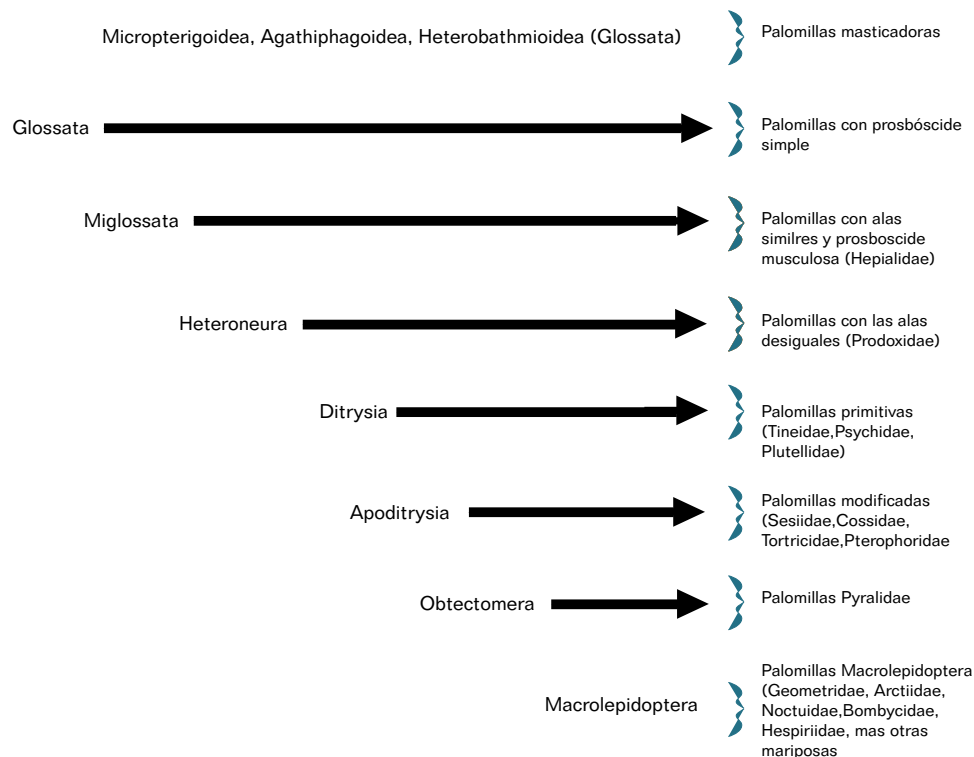 Micropterigoidea, Agathiphagoidea, Heterobathmioidea (Glossata)
Palomillas masticadoras
Glossata
Palomillas con prosbóscide
simple
Miglossata
Palomillas con alas
similres y prosboscide
musculosa (Hepialidae)
Heteroneura
Palomillas con las alas
desiguales (Prodoxidae)
Ditrysia
Palomillas primitivas
(Tineidae,Psychidae,
Plutellidae)
Apoditrysia
Palomillas modificadas
(Sesiidae,Cossidae,
Tortricidae,Pterophoridae
Obtectomera
Palomillas Pyralidae
Macrolepidoptera
Palomillas Macrolepidoptera
(Geometridae, Arctiidae,
Noctuidae,Bombycidae,
Hespiriidae, mas otras
mariposas